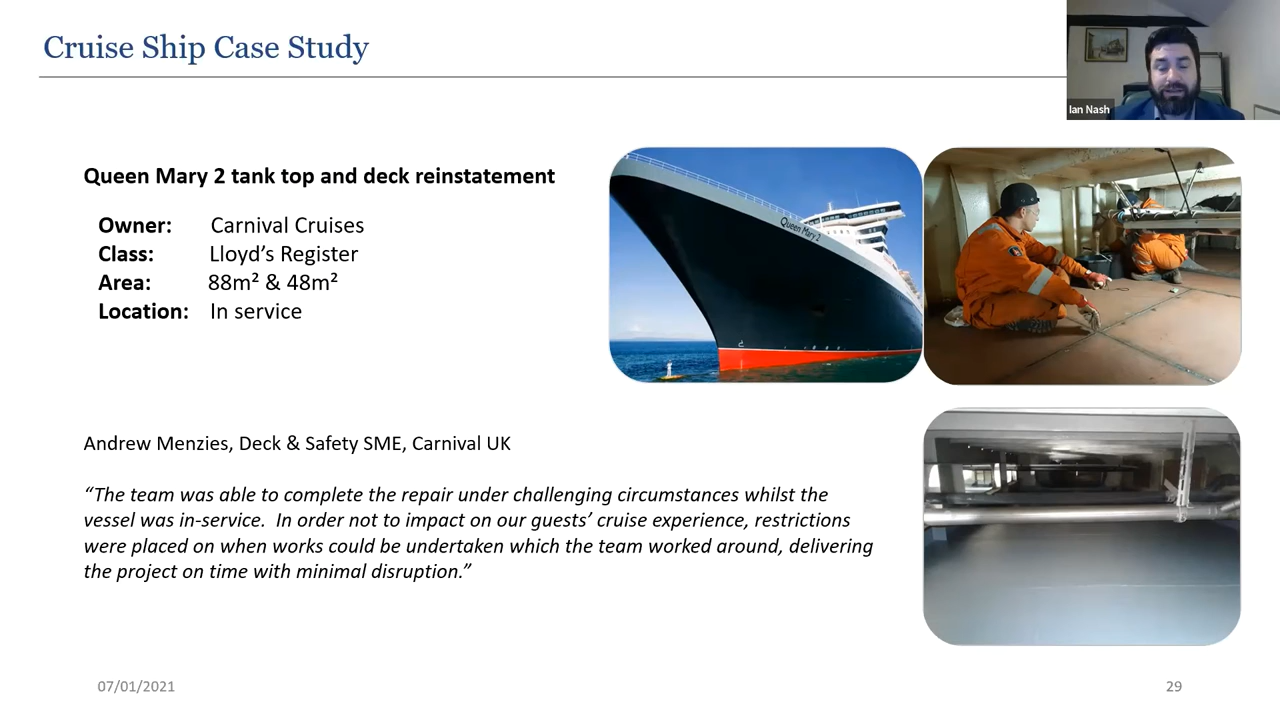 Cruise Ship Case Study
Ian Nash
Queen Mary 2 tank top and deck reinstatement
Owner: Carnival Cruises
Class: Lloyd’s Register
Area: 88m² & 48m²
Location: In service
Queen Mary 2
Andrew Menzies, Deck & Safety SME, Carnival UK
“The team was able to complete the repair under challenging circumstances whilst the
vessel was in-service. In order not to impact on our guests’ cruise experience, restrictions
were placed on when works could be undertaken which the team worked around, delivering
the project on time with minimal disruption.”
07/01/2021
29